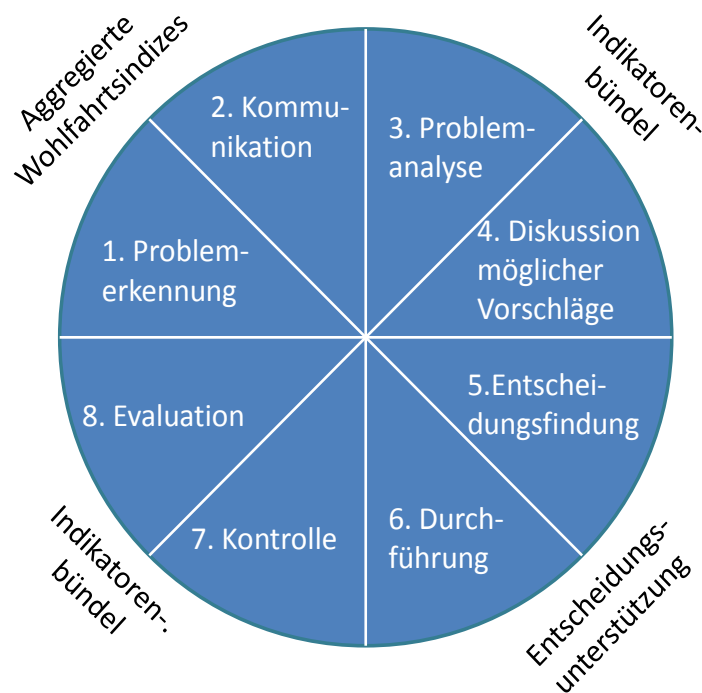 Aggregierte
Wohlfahrtsindizes
Indikatoren-
bündel
2. Kommu-
nikation
3. Problem-
analyse
1. Problem-
erkennung
4. Diskussion
möglicher
Vorschläge
8. Evaluation
5.Entschei-
dungsfindung
7. Kontrolle
6. Durch-
führung
Indikatoren-.
bündel
Entscheidungs-
unterstützung